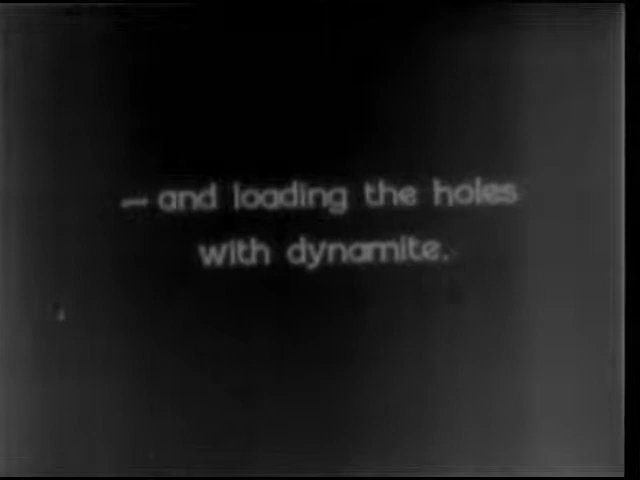 — and loading the holes
with dynamite.